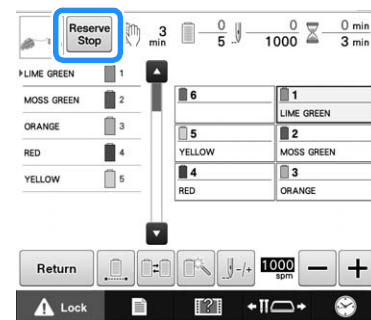 Reserve
Stop
3
min
0
5
0
1000
0 min
3 min
LIME GREEN 1
MOSS GREEN 2
ORANGE 3
RED 4
YELLOW 5
6
1
LIME GREEN
5
YELLOW
2
MOSS GREEN
4
RED
3
ORANGE
Return
-/+
1000
spm
− +
Lock
?